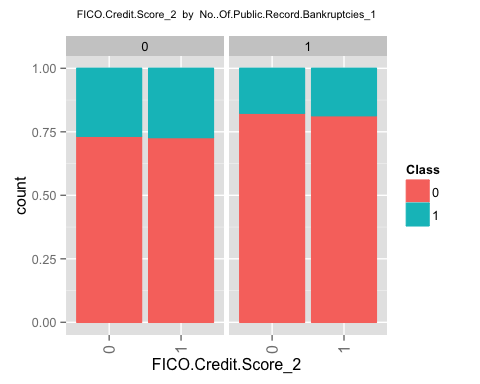 FICO.Credit.Score_2 by No..Of.Public.Record.Bankruptcies_1
0 1
1.00
0.75
0.50
0.25
0.00
count
0 1 0 1
FICO.Credit.Score_2
Class
0
1